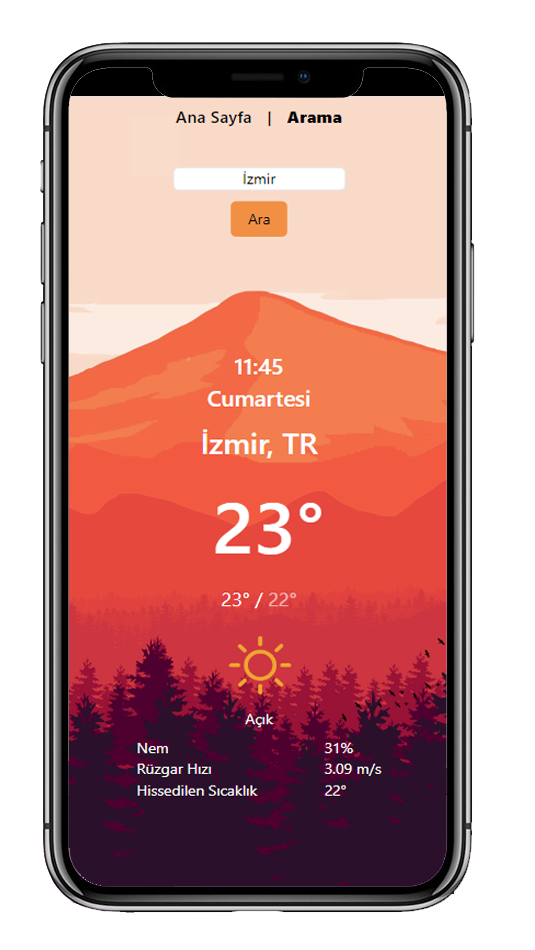 Ana Sayfa | Arama
İzmir
Ara
11:45
Cumartesi
İzmir, TR
23°
23° / 22°
Açık
Nem 31%
Rüzgar Hızı 3.09 m/s
Hissedilen Sıcaklık 22°